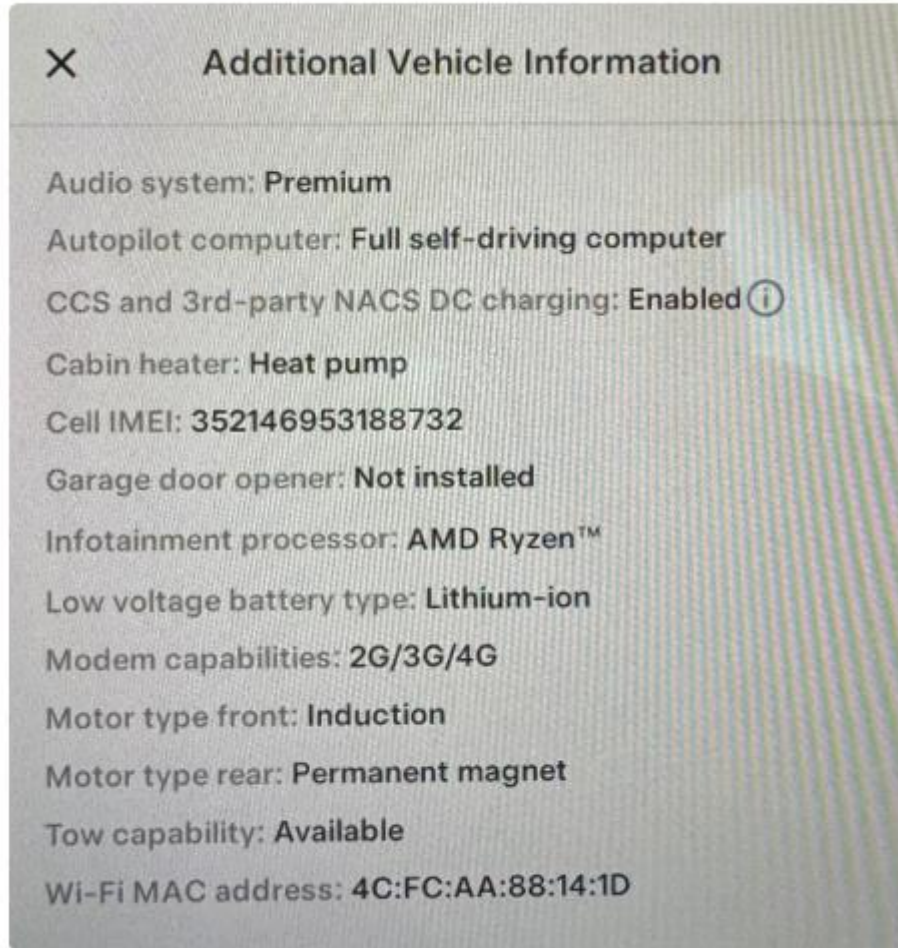 Additional Vehicle Information
Audio system: Premium
Autopilot computer: Full self-driving computer
CCS and 3rd-party NACS DC charging: Enabled
Cabin heater: Heat pump
Cell IMEI: 352146953188732
Garage door opener: Not installed
Infotainment processor: AMD Ryzen™
Low voltage battery type: Lithium-ion
Modem capabilities: 2G/3G/4G
Motor type front: Induction
Motor type rear: Permanent magnet
Tow capability: Available
Wi-Fi MAC address: 4C:FC:AA:88:14:1D